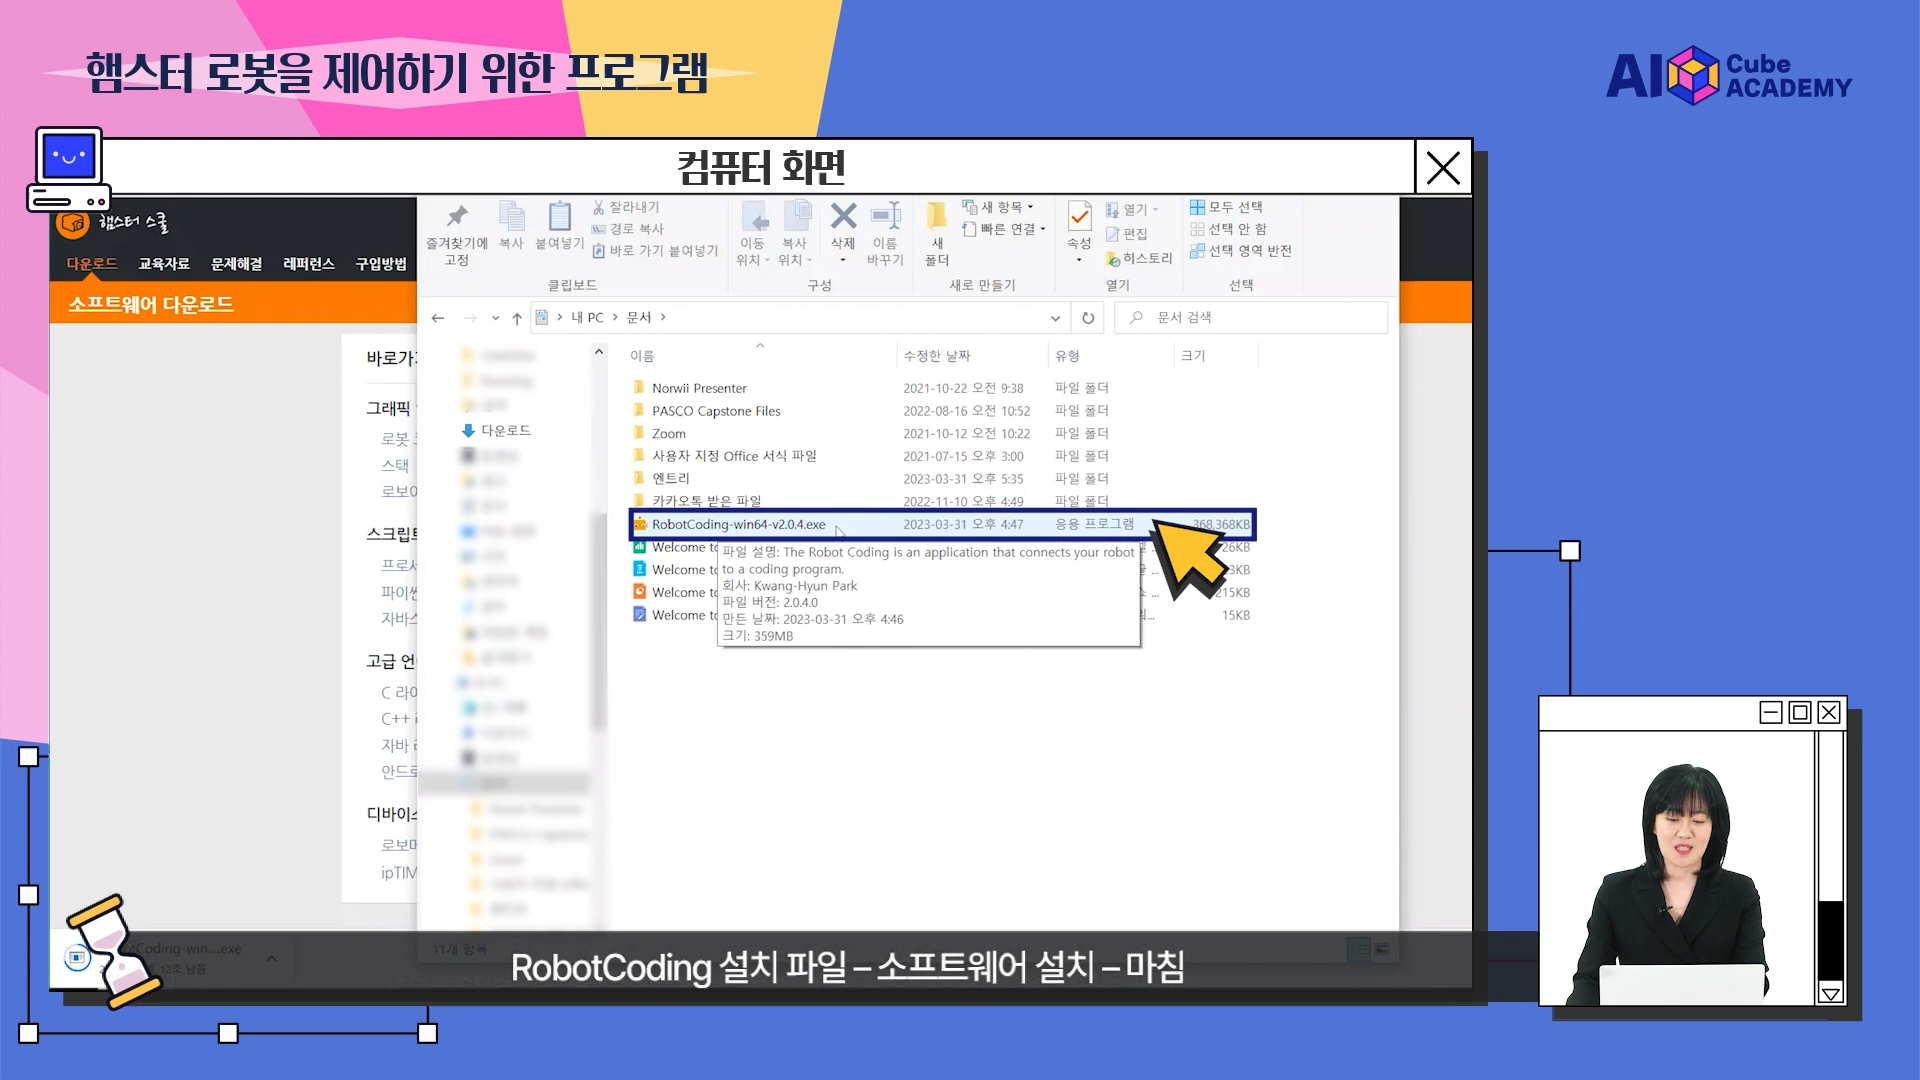 햄스터 로봇을 제어하기 위한 프로그램
AI Cube ACADEMY
컴퓨터 화면
햄스터 스쿨
다운로드 교육자료 문제해결 레퍼런스 구입방법
소프트웨어 다운로드
바로가
그래픽
스택
스크립트
고급 언
C 라이
C++
자바
안드로
ipTIM
즐겨찾기에 고정
복사
붙여넣기
잘라내기
경로 복사
바로 가기 붙여넣기
클립보드
이동 위치
복사 위치
삭제
이름 바꾸기
구성
새 폴더
새 항목
빠른 연결
새로 만들기
속성
열기
편집
히스토리
열기
모두 선택
선택 안 함
선택 영역 반전
선택
내 PC > 문서 >
문서 검색
다운로드
이름 수정한 날짜 유형 크기
Norwii Presenter 2021-10-22 오전 9:38 파일 폴더
PASCO Capstone Files 2022-08-16 오전 10:52 파일 폴더
Zoom 2021-10-12 오전 10:22 파일 폴더
사용자 지정 Office 서식 파일 2021-07-15 오후 3:00 파일 폴더
엔트리 2023-03-31 오후 5:35 파일 폴더
카카오톡 받은 파일 2022-11-10 오후 4:49 파일 폴더
RobotCoding-win64-v2.0.4.exe 2023-03-31 오후 4:47 응용 프로그램 368,368KB
Welcome to 26KB
Welcome to 3KB
Welcome to 215KB
Welcome to 15KB
파일 설명: The Robot Coding is an application that connects your robot
to a coding program.
회사: Kwang-Hyun Park
파일 버전: 2.0.4.0
만든 날짜: 2023-03-31 오후 4:46
크기: 359MB
11개 항목
otCoding-win....exe
12초 남음
RobotCoding 설치 파일 – 소프트웨어 설치 – 마침